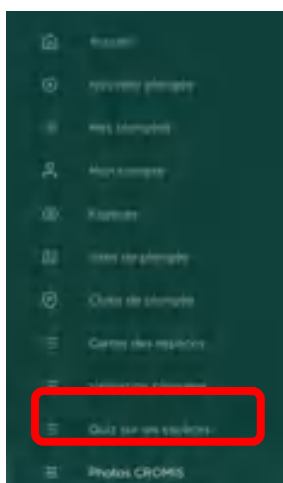 Accueil
Nouvelle plongée
Mes plongées
Mon compte
Espèces
Sites de plongée
Clubs de plongée
Cartes des espèces
Quiz sur les espèces
Photos CROMIS